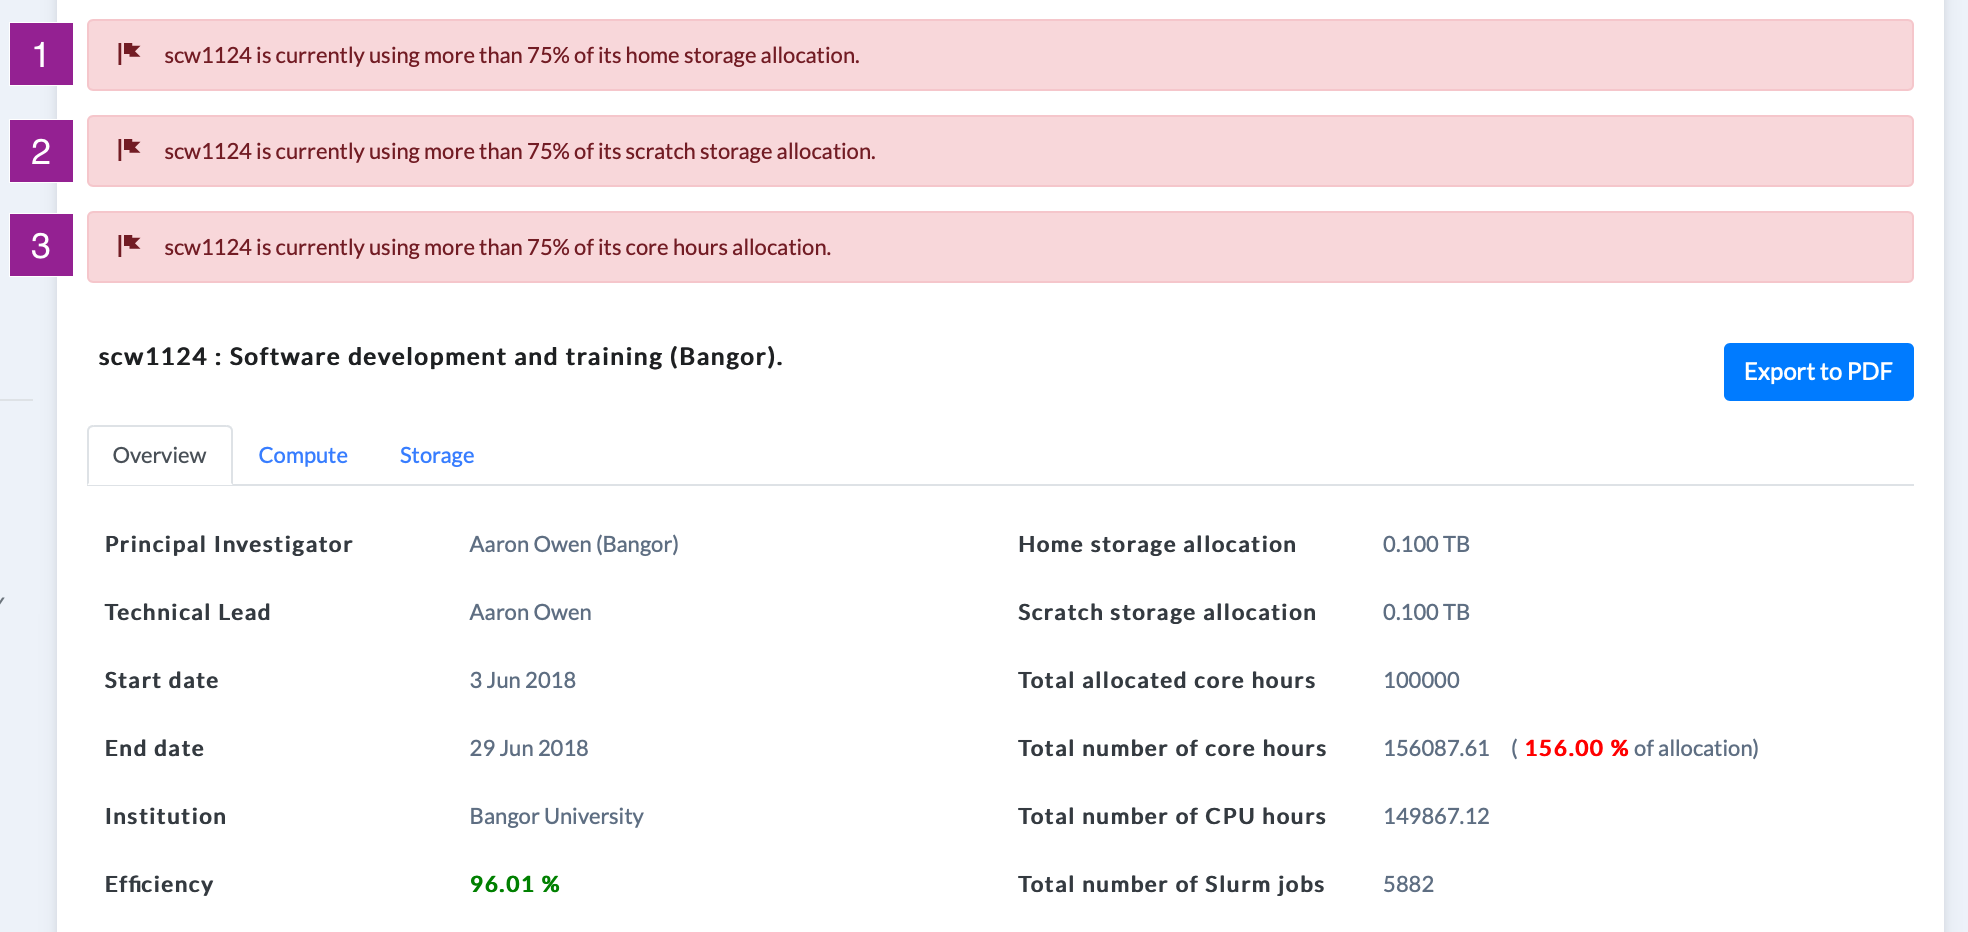 1 scw1124 is currently using more than 75% of its home storage allocation.
2 scw1124 is currently using more than 75% of its scratch storage allocation.
3 scw1124 is currently using more than 75% of its core hours allocation.
scw1124 : Software development and training (Bangor).
Export to PDF
Overview Compute Storage
Principal Investigator Aaron Owen (Bangor) Home storage allocation 0.100 TB
Technical Lead Aaron Owen Scratch storage allocation 0.100 TB
Start date 3 Jun 2018 Total allocated core hours 100000
End date 29 Jun 2018 Total number of core hours 156087.61 ( 156.00 % of allocation)
Institution Bangor University Total number of CPU hours 149867.12
Efficiency 96.01 % Total number of Slurm jobs 5882